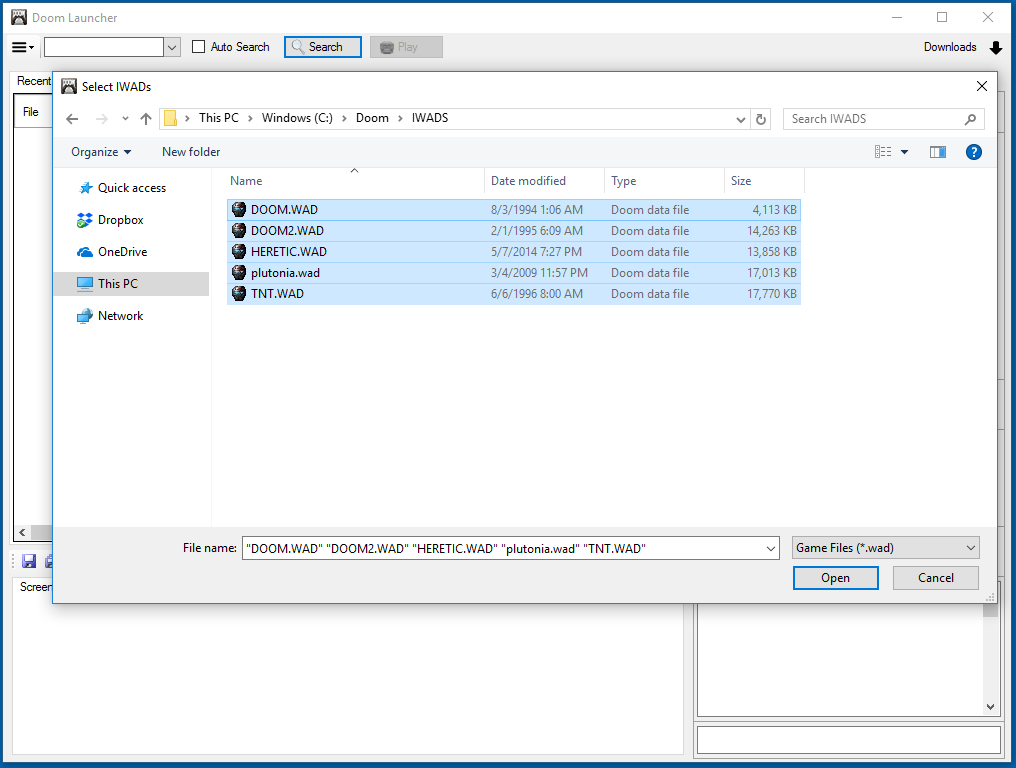 Doom Launcher
Auto Search Search Play Downloads
Recent
File
Select IWADs
This PC Windows (C:) Doom IWADS Search IWADS
Organize New folder ?
Quick access
Dropbox
OneDrive
This PC
Network
Name Date modified Type Size
DOOM.WAD 8/3/1994 1:06 AM Doom data file 4,113 KB
DOOM2.WAD 2/1/1995 6:09 AM Doom data file 14,263 KB
HERETIC.WAD 5/7/2014 7:27 PM Doom data file 13,858 KB
plutonia.wad 3/4/2009 11:57 PM Doom data file 17,013 KB
TNT.WAD 6/6/1996 8:00 AM Doom data file 17,770 KB
File name: "DOOM.WAD" "DOOM2.WAD" "HERETIC.WAD" "plutonia.wad" "TNT.WAD" Game Files (*.wad)
Open Cancel
Screen